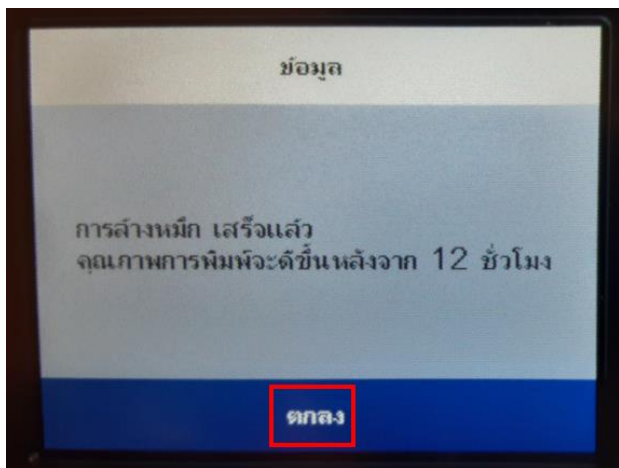 ข้อมูล
การล้างหมึก เสร็จแล้ว
คุณภาพการพิมพ์จะดีขึ้นหลังจาก 12 ชั่วโมง
ตกลง